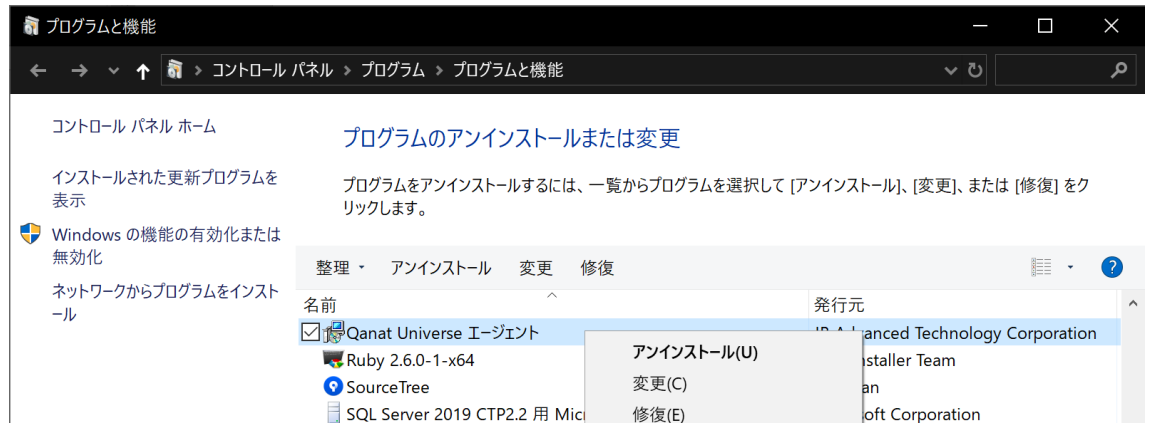 プログラムと機能
コントロール パネル > プログラム > プログラムと機能
コントロール パネル ホーム
インストールされた更新プログラムを
表示
Windows の機能の有効化または
無効化
ネットワークからプログラムをインスト
ール
プログラムのアンインストールまたは変更
プログラムをアンインストールするには、一覧からプログラムを選択して [アンインストール]、[変更]、または [修復] をク
リックします。
整理 アンインストール 変更 修復
名前 発行元
Qanat Universe エージェント Advanced Technology Corporation
Ruby 2.6.0-1-x64 Team
SourceTree
SQL Server 2019 CTP2.2 用 Corporation
アンインストール(U)
変更(C)
修復(E)